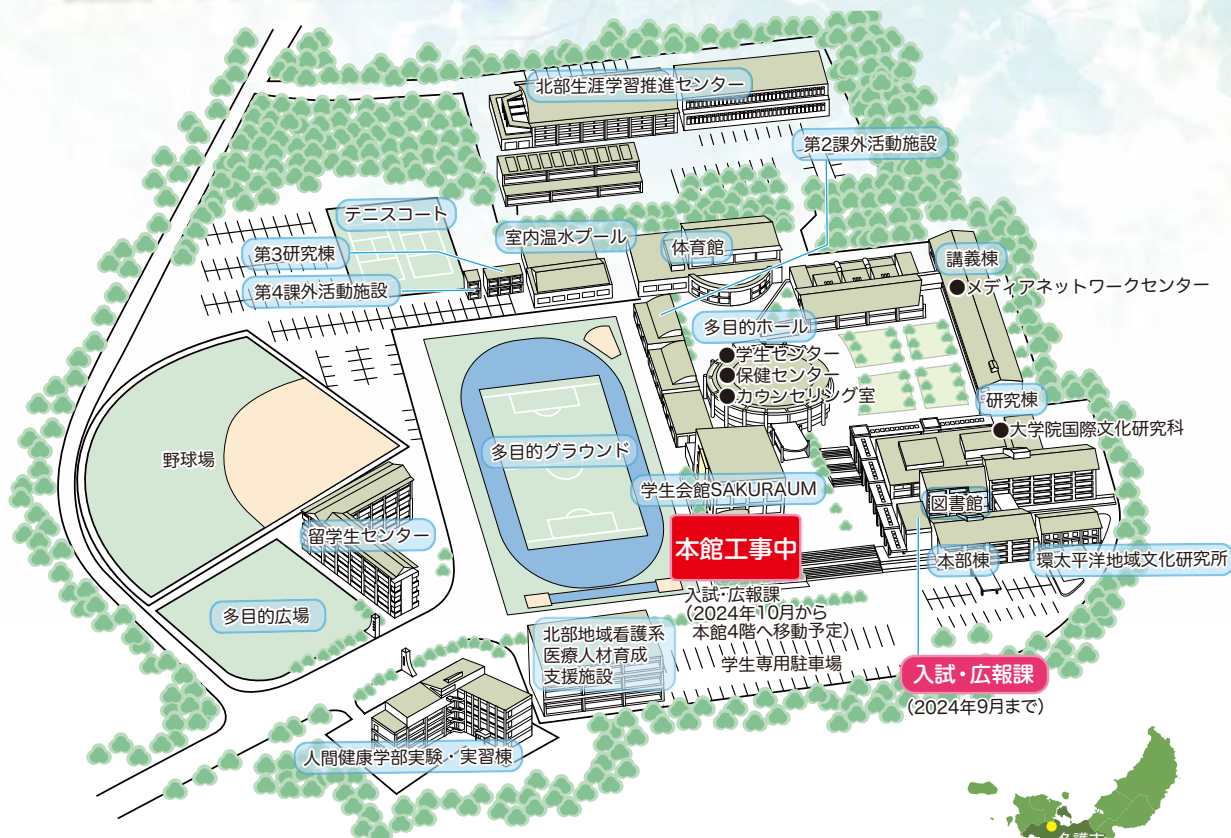 北部生涯学習推進センター
第2課外活動施設
テニスコート
室内温水プール
体育館
第3研究棟
第4課外活動施設
講義棟
●メディアネットワークセンター
多目的ホール
●学生センター
●保健センター
●カウンセリング室
研究棟
●大学院国際文化研究科
野球場
多目的グラウンド
学生会館SAKURAUM
図書館
留学生センター
本館工事中
本部棟
環太平洋地域文化研究所
入試・広報課
(2024年10月から
本館4階へ移動予定)
多目的広場
北部地域看護系
医療人材育成
支援施設
学生専用駐車場
入試・広報課
(2024年9月まで)
人間健康学部実験・実習棟
名護市